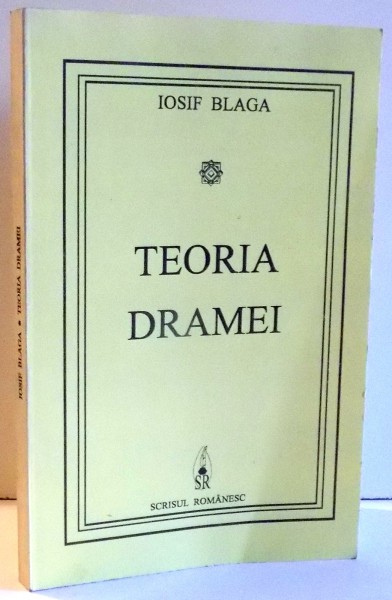 IOSIF BLAGA
TEORIA
DRAMEI
SR
SCRISUL ROMÂNESC
IOSIF BLAGA • TEORIA DRAMEI